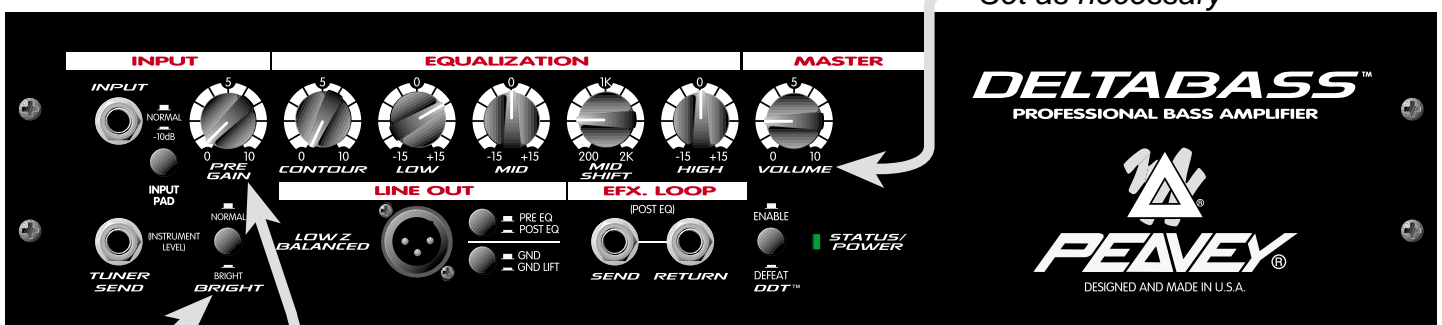 Set as necessary
INPUT
EQUALIZATION
MASTER
INPUT
NORMAL
-10dB
INPUT
PAD
5
0 10
PRE
GAIN
5
0 10
CONTOUR
0
-15 +15
LOW
0
-15 +15
MID
1K
200 2K
MID
SHIFT
0
-15 +15
HIGH
5
0 10
VOLUME
DELTABASS™
PROFESSIONAL BASS AMPLIFIER
LINE OUT
EFX. LOOP
(INSTRUMENT
LEVEL)
TUNER
SEND
NORMAL
BRIGHT
BRIGHT
LOW Z
BALANCED
PRE EQ
POST EQ
GND
GND LIFT
(POST EQ)
SEND RETURN
ENABLE
DEFEAT
DDT™
STATUS/
POWER
®
PEAVEY®
DESIGNED AND MADE IN U.S.A.